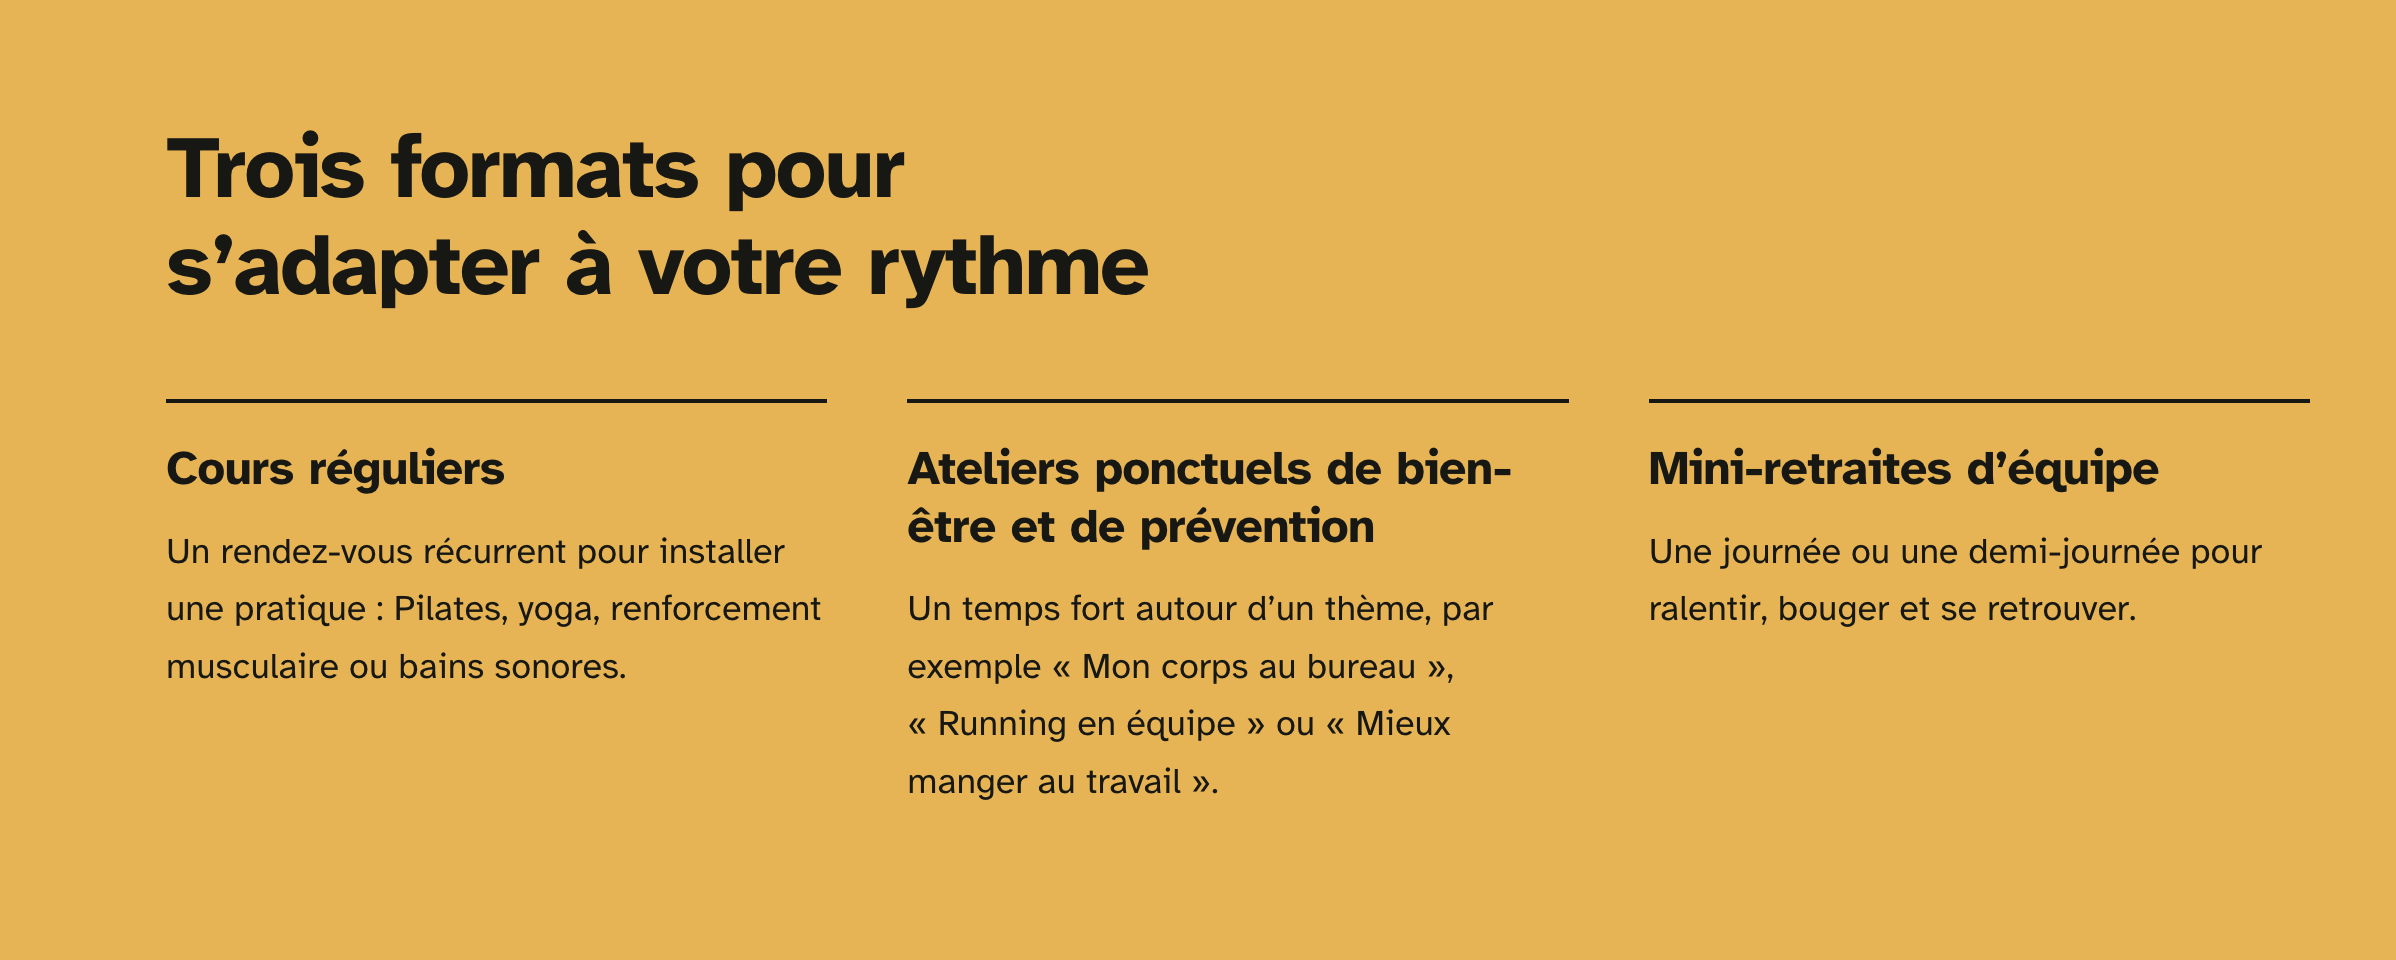 Trois formats pour
s’adapter à votre rythme
Cours réguliers
Un rendez-vous récurrent pour installer
une pratique : Pilates, yoga, renforcement
musculaire ou bains sonores.
Ateliers ponctuels de bien-
être et de prévention
Un temps fort autour d’un thème, par
exemple « Mon corps au bureau »,
« Running en équipe » ou « Mieux
manger au travail ».
Mini-retraites d’équipe
Une journée ou une demi-journée pour
ralentir, bouger et se retrouver.